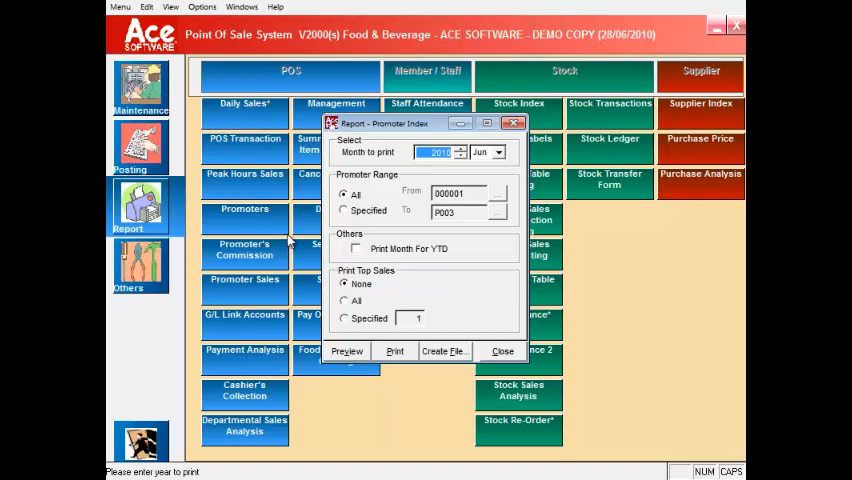 Menu Edit View Options Windows Help
Ace SOFTWARE
Point Of Sale System V2000(s) Food & Beverage - ACE SOFTWARE - DEMO COPY (28/06/2010)
Maintenance
Posting
Report
Others
POS Member / Staff Stock Supplier
Daily Sales* Management Staff Attendance Stock Index Stock Transactions Supplier Index
POS Transaction Stock Ledger Purchase Price
Peak Hours Sales Stock Transfer Form Purchase Analysis
Promoters
Promoter's Commission
Promoter Sales
G/L Link Accounts
Payment Analysis
Cashier's Collection Stock Sales Analysis
Departmental Sales Analysis Stock Re-Order*
Report - Promoter Index
Select
Month to print 2010 Jun
Promoter Range
All From 000001 ...
Specified To P003 ...
Others
Print Month For YTD
Print Top Sales
None
All
Specified 1
Preview Print Create File... Close
Please enter year to print NUM CAPS